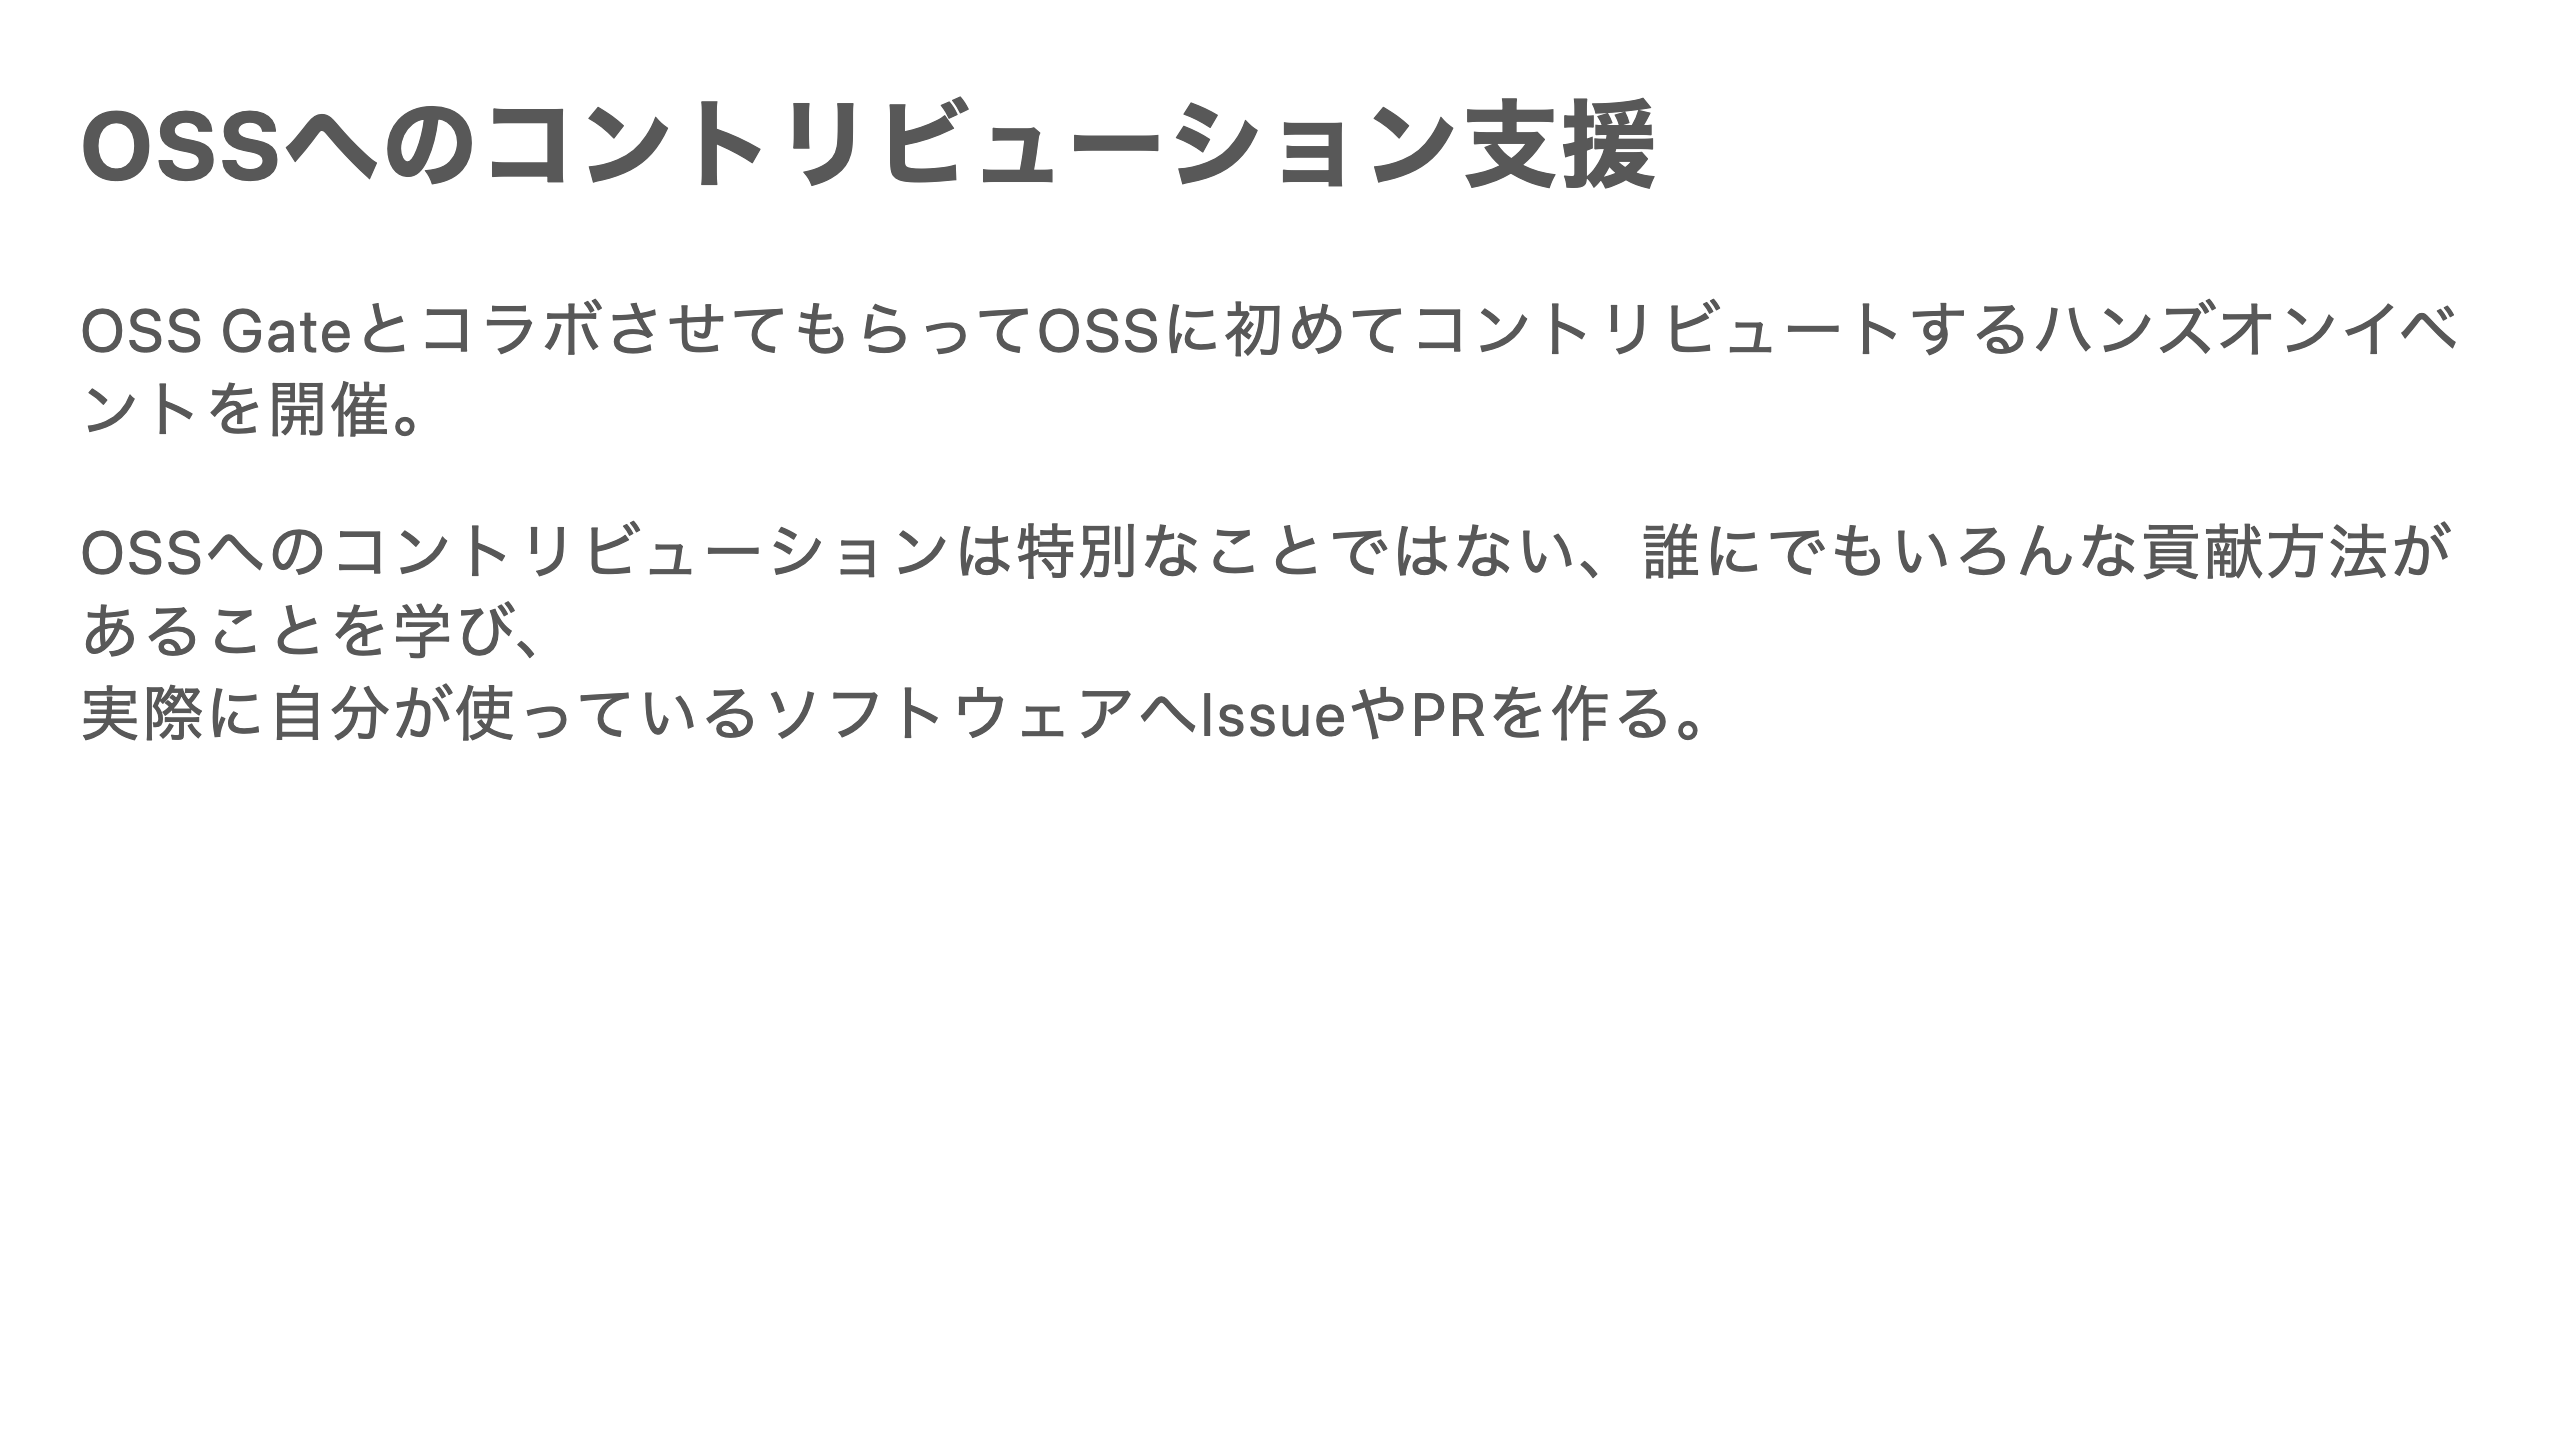 OSSへのコントリビューション支援
OSS GateとコラボさせてもらってOSSに初めてコントリビュートするハンズオンイベ
ントを開催。
OSSへのコントリビューションは特別なことではない、誰にでもいろんな貢献方法が
あることを学び、
実際に自分が使っているソフトウェアへIssueやPRを作る。